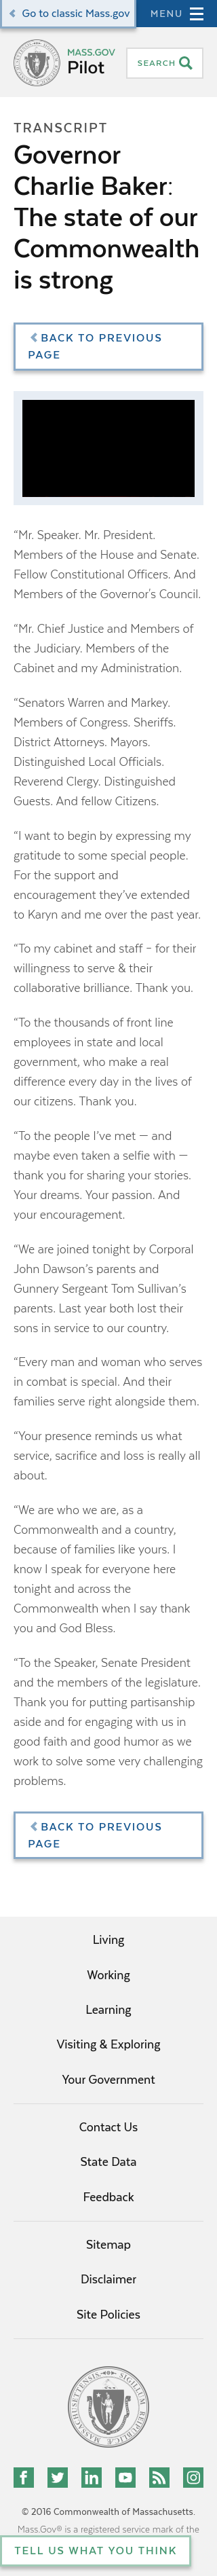 Go to classic Mass.gov
MENU
MASS.GOV
Pilot
SEARCH
TRANSCRIPT
Governor
Charlie Baker:
The state of our
Commonwealth
is strong
BACK TO PREVIOUS
PAGE
“Mr. Speaker. Mr. President.
Members of the House and Senate.
Fellow Constitutional Officers. And
Members of the Governor’s Council.
“Mr. Chief Justice and Members of
the Judiciary. Members of the
Cabinet and my Administration.
“Senators Warren and Markey.
Members of Congress. Sheriffs.
District Attorneys. Mayors.
Distinguished Local Officials.
Reverend Clergy. Distinguished
Guests. And fellow Citizens.
“I want to begin by expressing my
gratitude to some special people.
For the support and
encouragement they’ve extended
to Karyn and me over the past year.
“To my cabinet and staff – for their
willingness to serve & their
collaborative brilliance. Thank you.
“To the thousands of front line
employees in state and local
government, who make a real
difference every day in the lives of
our citizens. Thank you.
“To the people I’ve met — and
maybe even taken a selfie with —
thank you for sharing your stories.
Your dreams. Your passion. And
your encouragement.
“We are joined tonight by Corporal
John Dawson’s parents and
Gunnery Sergeant Tom Sullivan’s
parents. Last year both lost their
sons in service to our country.
“Every man and woman who serves
in combat is special. And their
families serve right alongside them.
“Your presence reminds us what
service, sacrifice and loss is really all
about.
“We are who we are, as a
Commonwealth and a country,
because of families like yours. I
know I speak for everyone here
tonight and across the
Commonwealth when I say thank
you and God Bless.
“To the Speaker, Senate President
and the members of the legislature.
Thank you for putting partisanship
aside and for engaging with us in
good faith and good humor as we
work to solve some very challenging
problems.
BACK TO PREVIOUS
PAGE
Living
Working
Learning
Visiting & Exploring
Your Government
Contact Us
State Data
Feedback
Sitemap
Disclaimer
Site Policies
© 2016 Commonwealth of Massachusetts.
Mass.Gov® is a registered service mark of the
TELL US WHAT YOU THINK